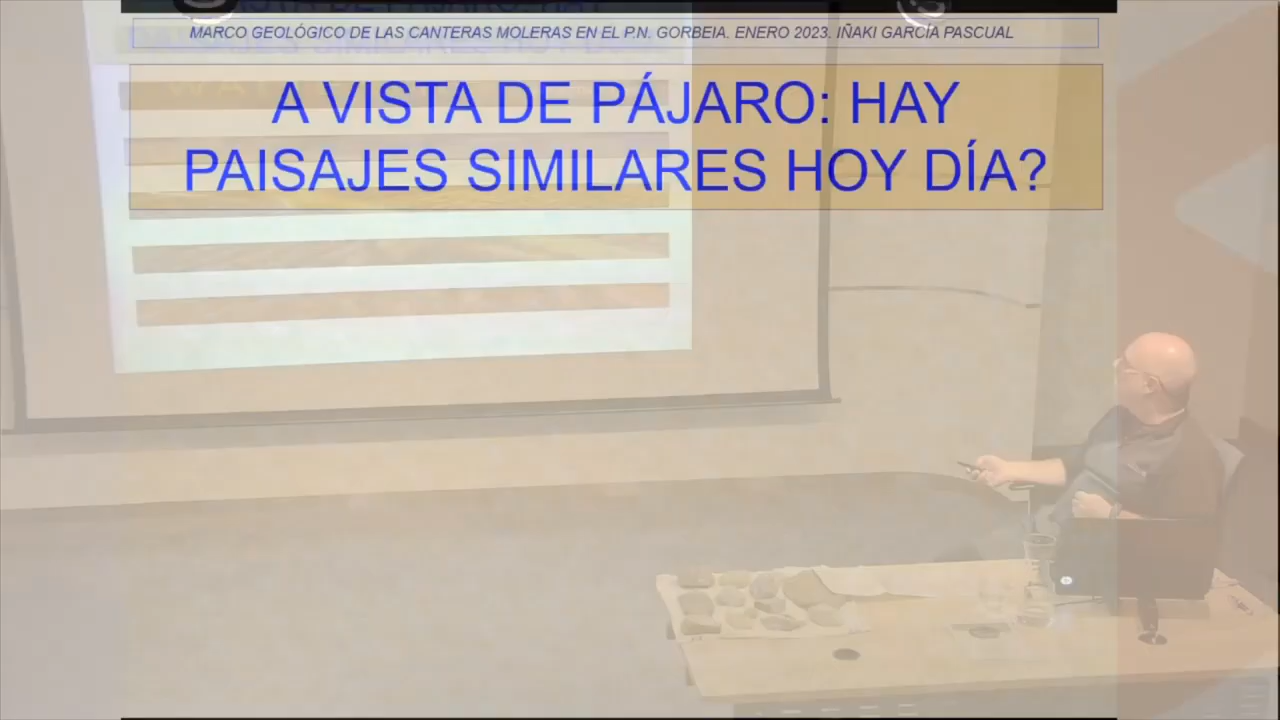 MARCO GEOLÓGICO DE LAS CANTERAS MOLERAS EN EL P.N. GORBEIA. ENERO 2023. IÑAKI GARCÍA PASCUAL
A VISTA DE PÁJARO: HAY
PAISAJES SIMILARES HOY DÍA?